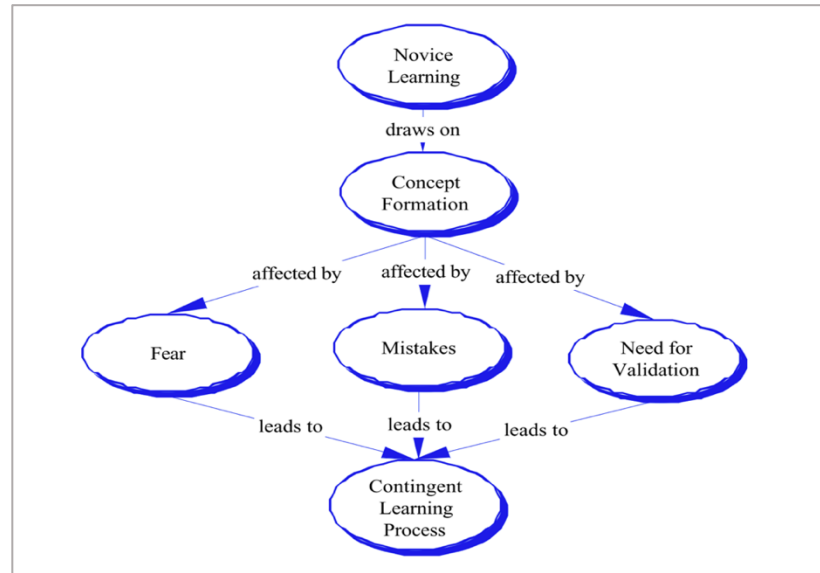 Novice
Learning
draws on
Concept
Formation
affected by
affected by
affected by
Fear
Mistakes
Need for
Validation
leads to
leads to
leads to
Contingent
Learning
Process